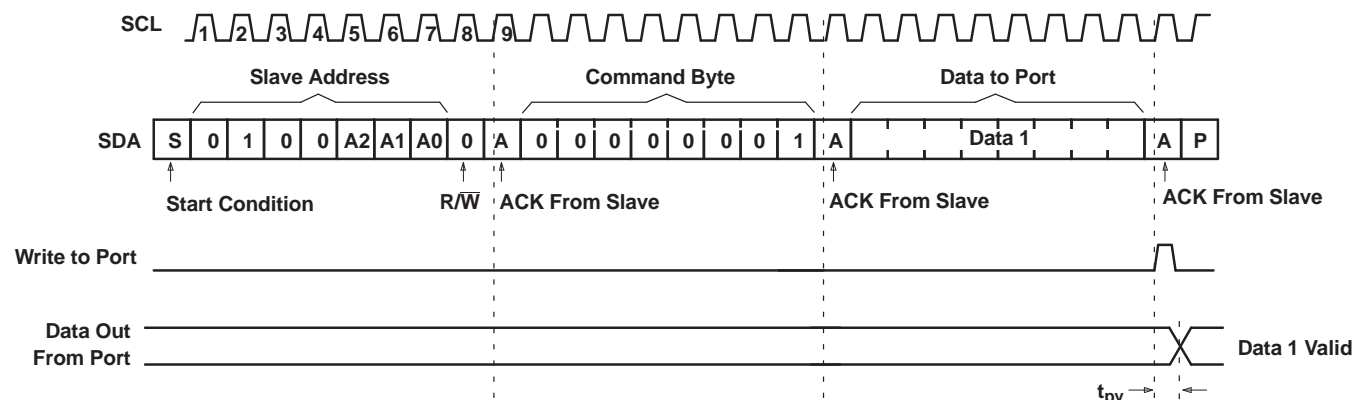 SCL 1 2 3 4 5 6 7 8 9
Slave Address Command Byte Data to Port
SDA S 0 1 0 0 A2 A1 A0 0 A 0 0 0 0 0 0 0 1 A Data 1 A P
Start Condition R/W̅ ACK From Slave ACK From Slave ACK From Slave
Write to Port
Data Out
From Port
Data 1 Valid
tpv